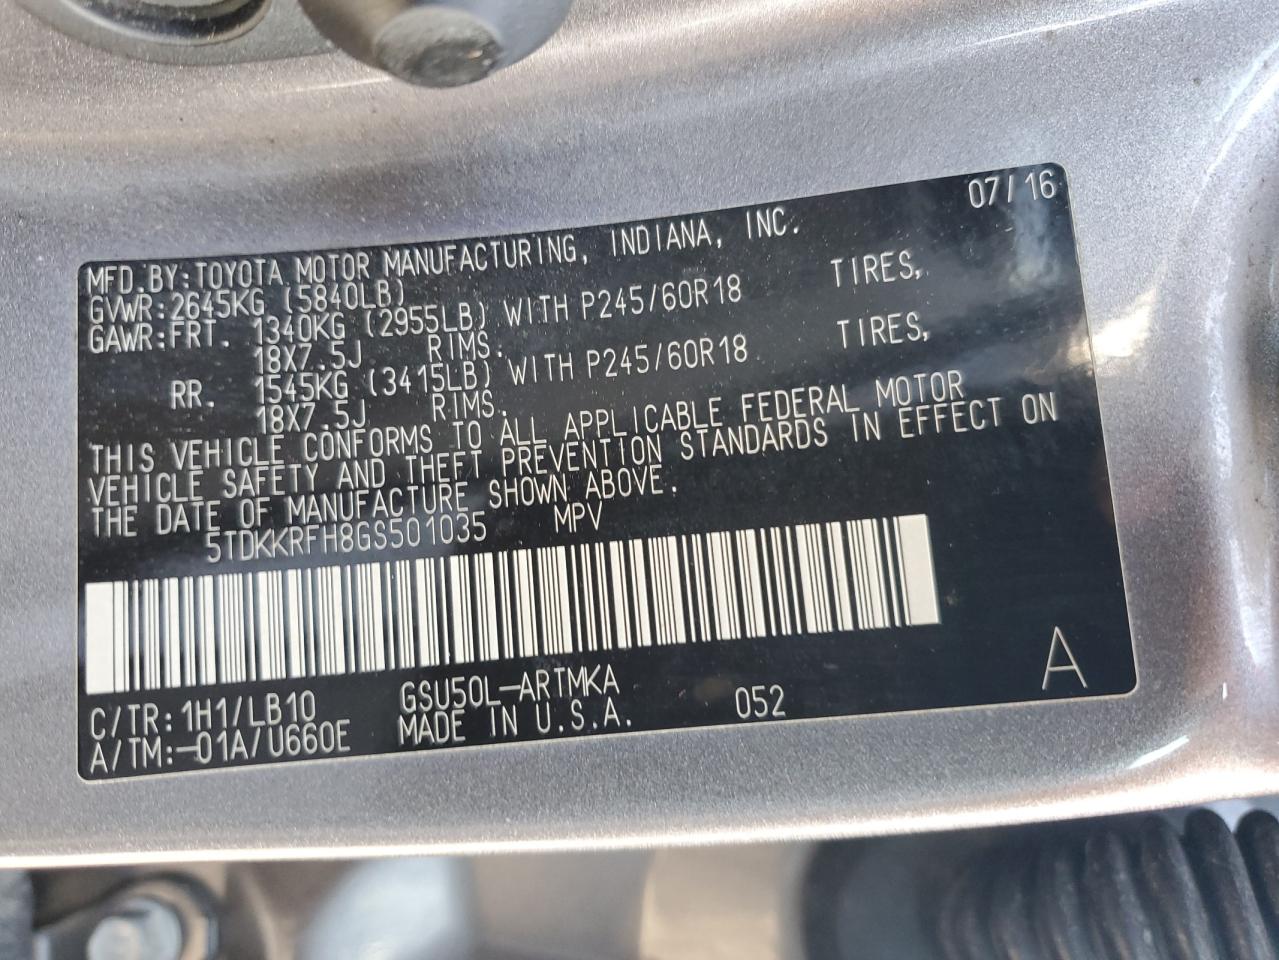 07/16
MFD.BY:TOYOTA MOTOR MANUFACTURING, INDIANA, INC.
GVWR:2645KG (5840LB)
GAWR:FRT. 1340KG (2955LB) WITH P245/60R18 TIRES,
18X7.5J RIMS.
RR. 1545KG (3415LB) WITH P245/60R18 TIRES,
18X7.5J RIMS.
THIS VEHICLE CONFORMS TO ALL APPLICABLE FEDERAL MOTOR
VEHICLE SAFETY AND THEFT PREVENTION STANDARDS IN EFFECT ON
THE DATE OF MANUFACTURE SHOWN ABOVE.
5TDKKRFH8GS501035 MPV
C/TR:1H1/LB10 GSU50L-ARTMKA
A/TM:-01A/U660E MADE IN U.S.A. 052 A